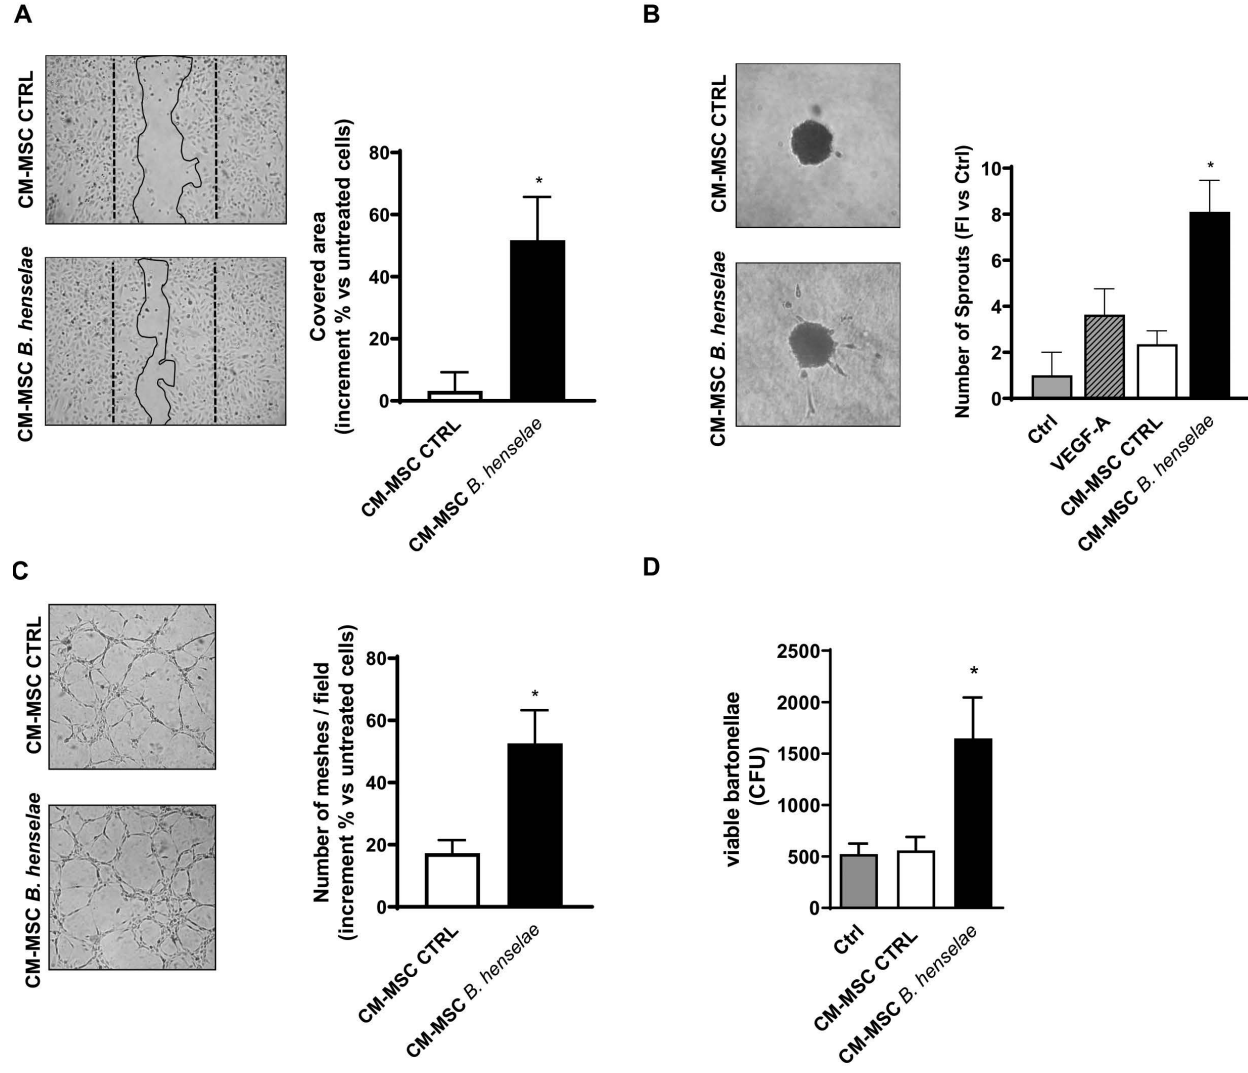 A
CM-MSC CTRL
CM-MSC B. henselae
Covered area
(increment % vs untreated cells)
80
60
40
20
0
*
CM-MSC CTRL
CM-MSC B. henselae
B
CM-MSC CTRL
CM-MSC B. henselae
Number of Sprouts (FI vs Ctrl)
10
8
6
4
2
0
*
Ctrl
VEGF-A
CM-MSC CTRL
CM-MSC B. henselae
C
CM-MSC CTRL
CM-MSC B. henselae
Number of meshes / field
(increment % vs untreated cells)
80
60
40
20
0
*
CM-MSC CTRL
CM-MSC B. henselae
D
viable bartonellae
(CFU)
2500
2000
1500
1000
500
0
*
Ctrl
CM-MSC CTRL
CM-MSC B. henselae